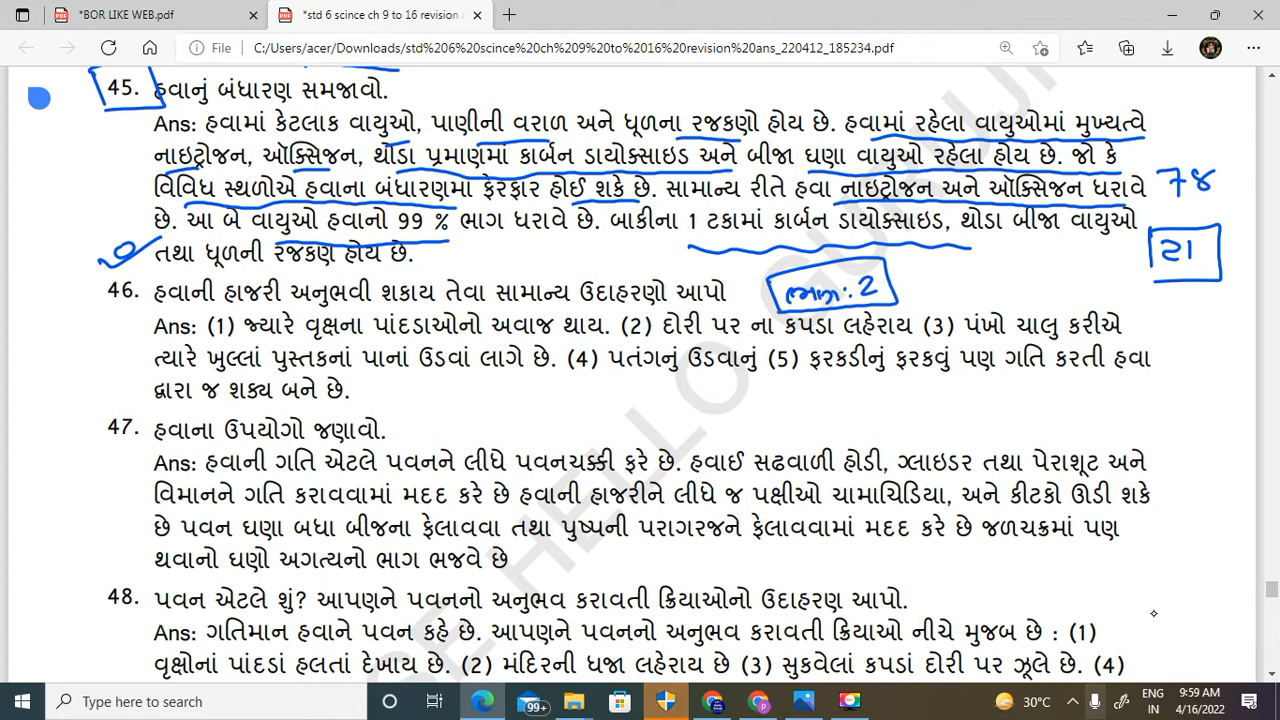 *BOR LIKE WEB.pdf
*std 6 scince ch 9 to 16 revision a
File
C:/Users/acer/Downloads/std%206%20scince%20ch%209%20to%2016%20revision%20ans_220412_185234.pdf
45. હવાનું બંધારણ સમજાવો.
Ans: હવામાં કેટલાક વાયુઓ, પાણીની વરાળ અને ધૂળના રજકણો હોય છે. હવામાં રહેલા વાયુઓમાં મુખ્યત્વે
નાઇટ્રોજન, ઑક્સિજન, થોડા પ્રમાણમાં કાર્બન ડાયોક્સાઇડ અને બીજા ઘણા વાયુઓ રહેલા હોય છે. જો કે
વિવિધ સ્થળોએ હવાના બંધારણમાં ફેરફાર હોઈ શકે છે. સામાન્ય રીતે હવા નાઇટ્રોજન અને ઑક્સિજન ધરાવે
78
છે. આ બે વાયુઓ હવાનો 99 % ભાગ ધરાવે છે. બાકીના 1 ટકામાં કાર્બન ડાયોક્સાઇડ, થોડા બીજા વાયુઓ
તથા ધૂળની રજકણ હોય છે.
46. હવાની હાજરી અનુભવી શકાય તેવા સામાન્ય ઉદાહરણો આપો
Ans: (1) જ્યારે વૃક્ષના પાંદડાઓનો અવાજ થાય. (2) દોરી પર ના કપડા લહેરાય (3) પંખો ચાલુ કરીએ
ત્યારે ખુલ્લાં પુસ્તકનાં પાનાં ઉડવાં લાગે છે. (4) પતંગનું ઉડવાનું (5) ફરકડીનું ફરકવું પણ ગતિ કરતી હવા
દ્વારા જ શક્ય બને છે.
47. હવાના ઉપયોગો જણાવો.
Ans: હવાની ગતિ એટલે પવનને લીધે પવનચક્કી ફરે છે. હવાઈ સઢવાળી હોડી, ગ્લાઇડર તથા પેરાશૂટ અને
વિમાનને ગતિ કરાવવામાં મદદ કરે છે હવાની હાજરીને લીધે જ પક્ષીઓ ચામાચિડિયા, અને કીટકો ઊડી શકે
છે પવન ઘણા બધા બીજના ફેલાવવા તથા પુષ્પની પરાગરજને ફેલાવવામાં મદદ કરે છે જળચક્રમાં પણ
થવાનો ઘણો અગત્યનો ભાગ ભજવે છે
48. પવન એટલે શું? આપણને પવનનો અનુભવ કરાવતી ક્રિયાઓનો ઉદાહરણ આપો.
Ans: ગતિમાન હવાને પવન કહે છે. આપણને પવનનો અનુભવ કરાવતી ક્રિયાઓ નીચે મુજબ છે : (1)
વૃક્ષોનાં પાંદડાં હલતાં દેખાય છે. (2) મંદિરની ધજા લહેરાય છે (3) સુકવેલાં કપડાં દોરી પર ઝૂલે છે. (4)
HELLO
Type here to search
99+
30°C
ENG
IN
9:59 AM
4/16/2022